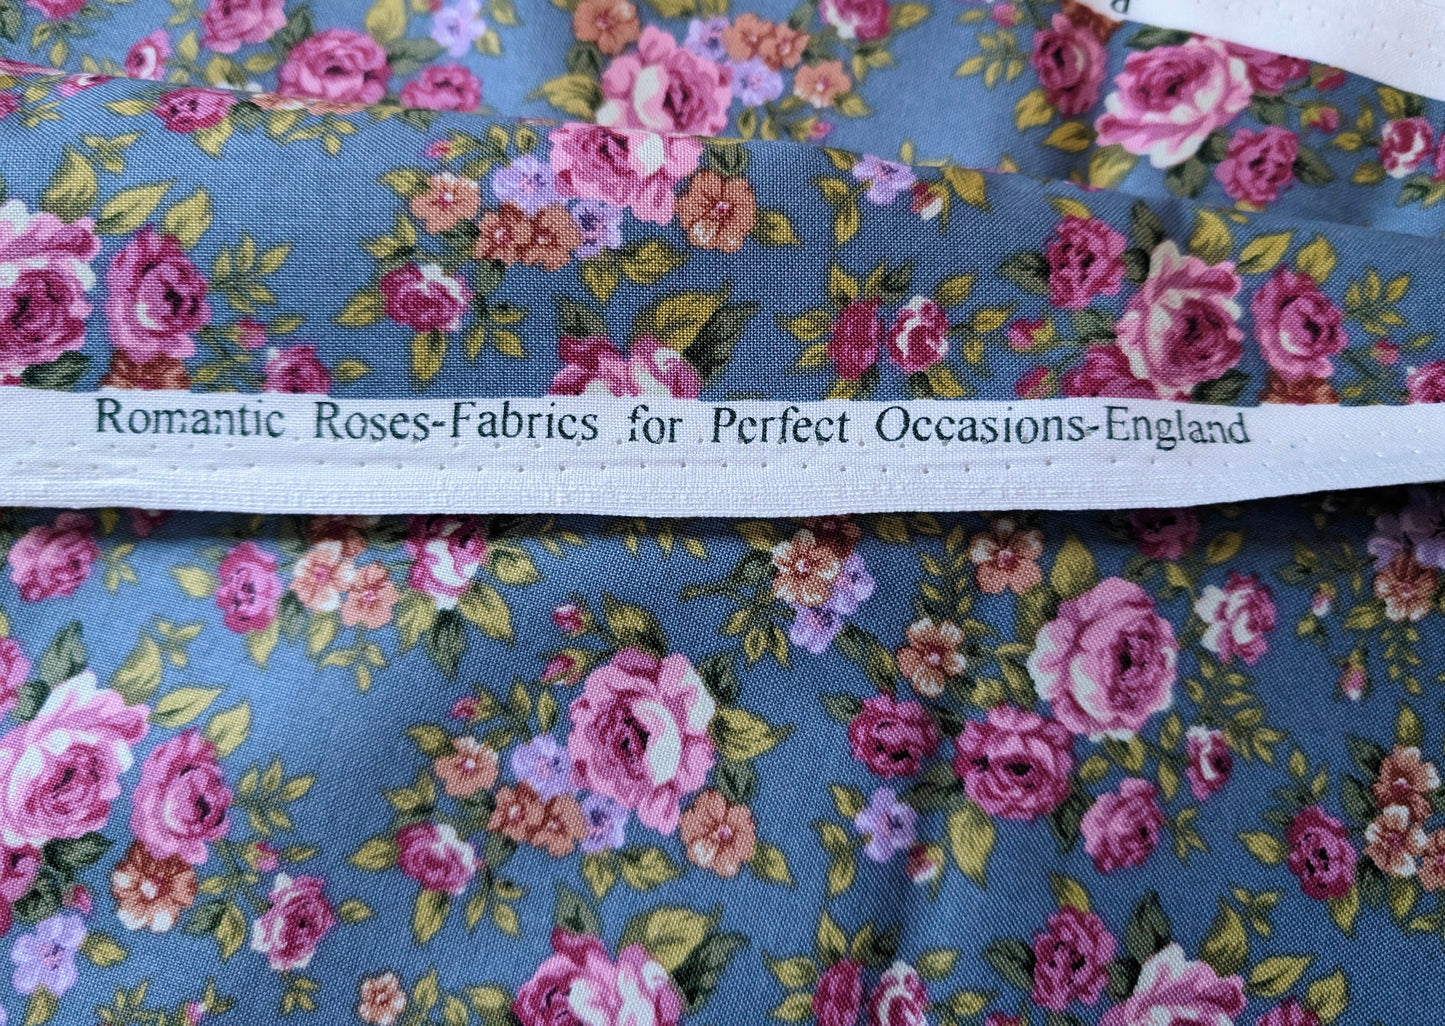 Romantic Roses-Fabrics for Perfect Occasions-England